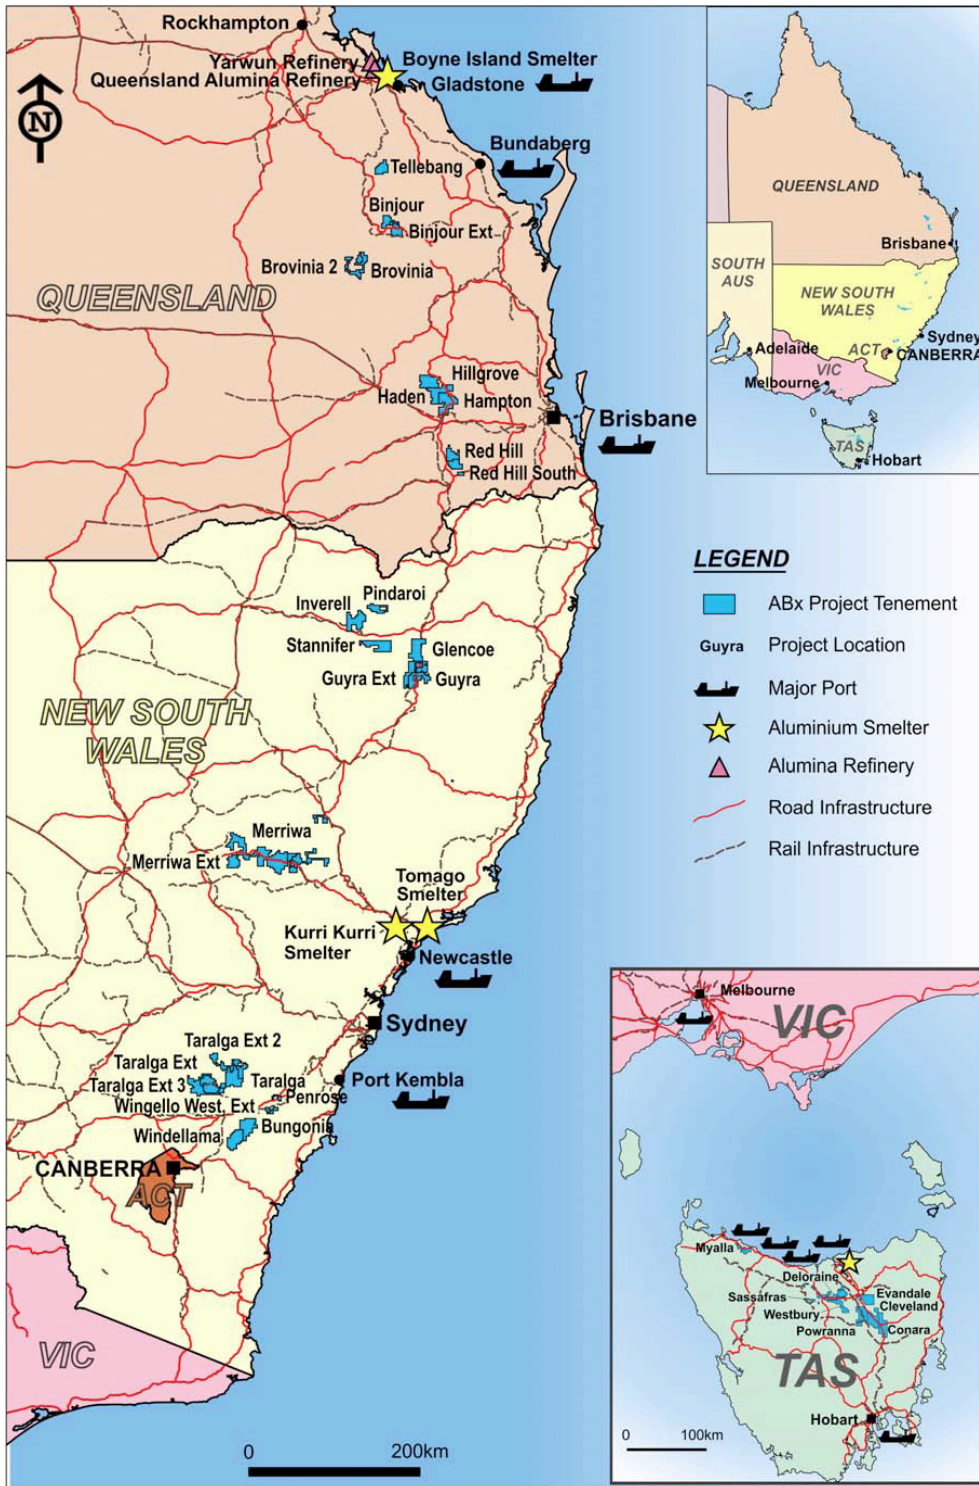 Rockhampton
Yarwun Refinery
Boyne Island Smelter
Queensland Alumina Refinery
Gladstone
N
Bundaberg
Tellebang
Binjour
Binjour Ext
Brovinia 2
Brovinia
QUEENSLAND
Hillgrove
Haden
Hampton
Brisbane
Red Hill
Red Hill South
Pindaroi
Inverell
Stannifer
Glencoe
Guyra Ext
Guyra
NEW SOUTH
WALES
Merriwa
Merriwa Ext
Tomago
Smelter
Kurri Kurri
Smelter
Newcastle
Sydney
Taralga Ext 2
Taralga Ext
Taralga Ext 3
Taralga
Port Kembla
Penrose
Wingello West, Ext
Windellama
Bungonia
CANBERRA
ACT
VIC
0
200km
QUEENSLAND
Brisbane
SOUTH
AUS
NEW SOUTH
WALES
Sydney
ACT
CANBERRA
Adelaide
VIC
Melbourne
TAS
Hobart
LEGEND
ABx Project Tenement
Guyra
Project Location
Major Port
Aluminium Smelter
Alumina Refinery
Road Infrastructure
Rail Infrastructure
Melbourne
VIC
Myalla
Deloraine
Sassafras
Evandale
Cleveland
Westbury
Powranna
Conara
TAS
Hobart
0
100km